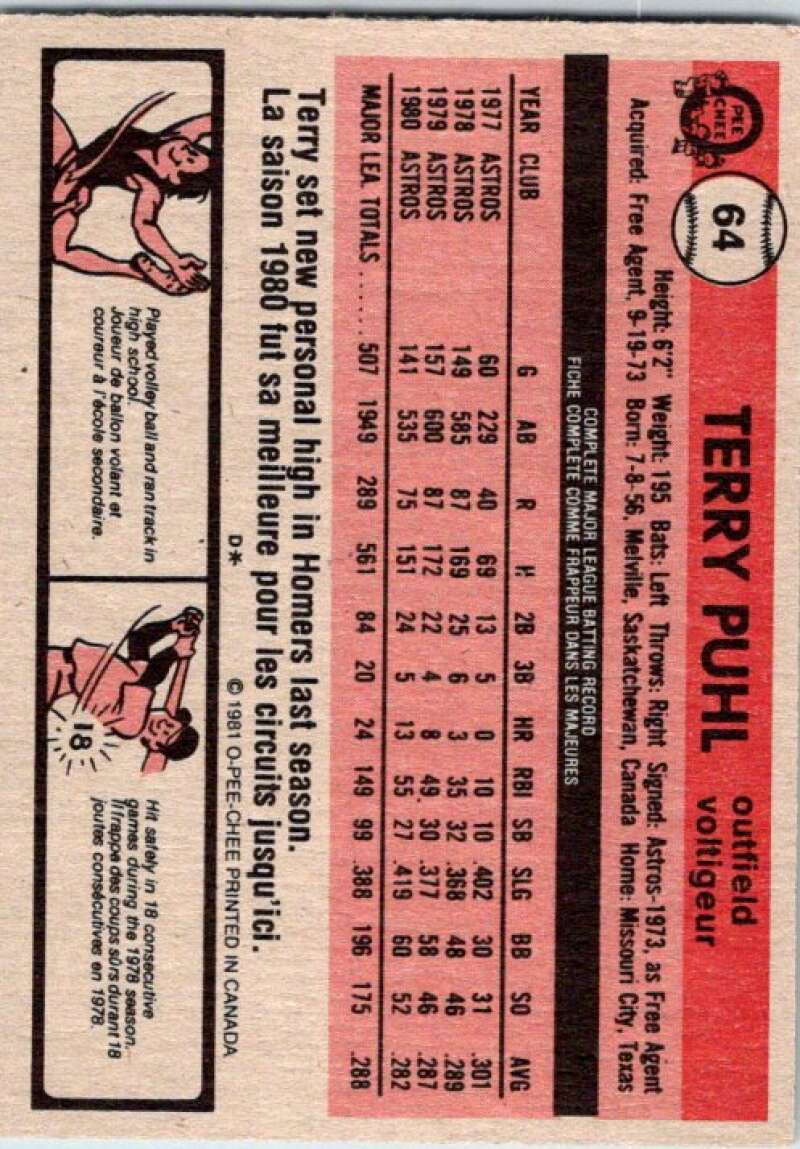 PEE
CHEE
64
TERRY PUHL
outfield
voltigeur
Height: 6'2" Weight: 195 Bats: Left Throws: Right Signed: Astros-1973, as Free Agent
Acquired: Free Agent, 9-19-73 Born: 7-8-56, Melville, Saskatchewan, Canada Home: Missouri City, Texas
COMPLETE MAJOR LEAGUE BATTING RECORD
FICHE COMPLÈTE COMME FRAPPEUR DANS LES MAJEURES
YEAR CLUB G AB R H 2B 3B HR RBI SB SLG BB SO AVG
1977 ASTROS 60 229 40 69 13 5 0 10 10 .402 30 31 .301
1978 ASTROS 149 585 87 169 25 6 3 35 32 .368 48 46 .289
1979 ASTROS 157 600 87 172 22 4 8 49. 30 .377 58 46 .287
1980 ASTROS 141 535 75 151 24 5 13 55 27 .419 60 52 .282
MAJOR LEA. TOTALS ...... 507 1949 289 561 84 20 24 149 99 .388 196 175 .288
Terry set new personal high in Homers last season.
La saison 1980 fut sa meilleure pour les circuits jusqu'ici.
D* © 1981 O-PEE-CHEE PRINTED IN CANADA
Played volleyball and ran track in
high school.
Joueur de ballon volant et
coureur à l'école secondaire.
18
Hit safely in 18 consecutive
games during the 1978 season.
Il frappe des coups sûrs durant 18
joutes consécutives en 1978.